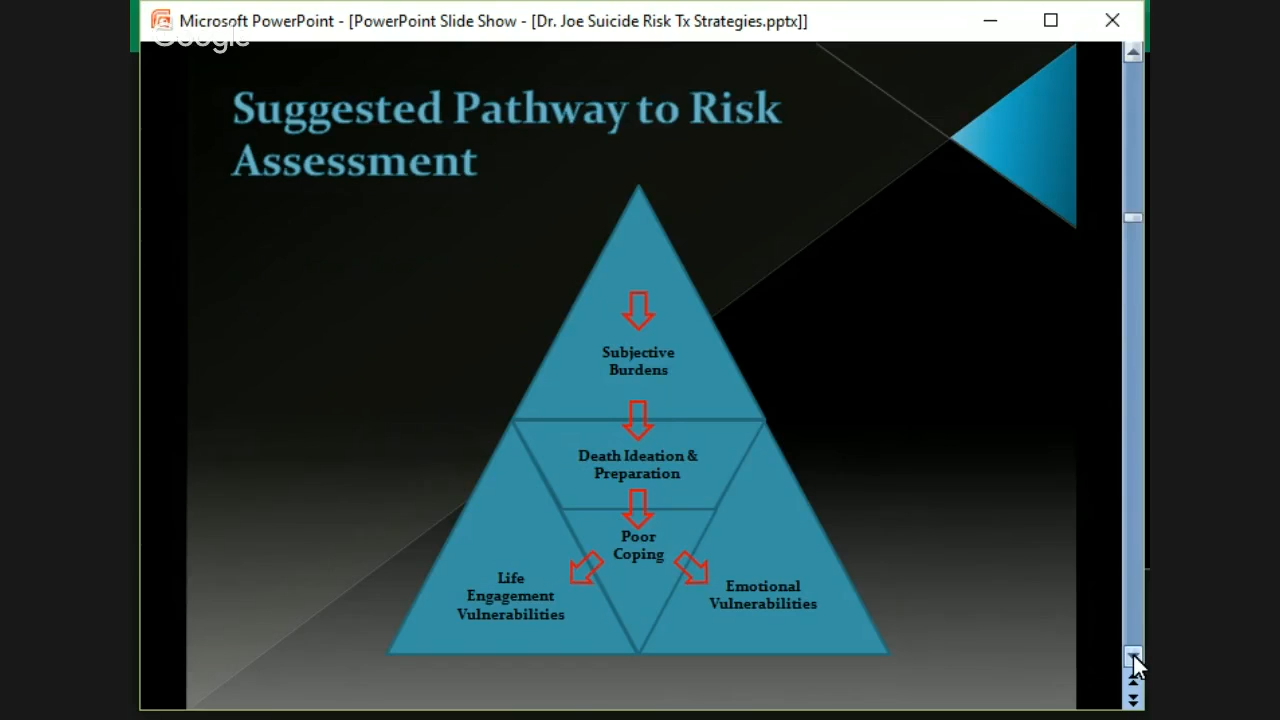 Microsoft PowerPoint - [PowerPoint Slide Show - [Dr. Joe Suicide Risk Tx Strategies.pptx]]
Google
Suggested Pathway to Risk
Assessment
Subjective
Burdens
Death Ideation &
Preparation
Poor
Coping
Life
Engagement
Vulnerabilities
Emotional
Vulnerabilities